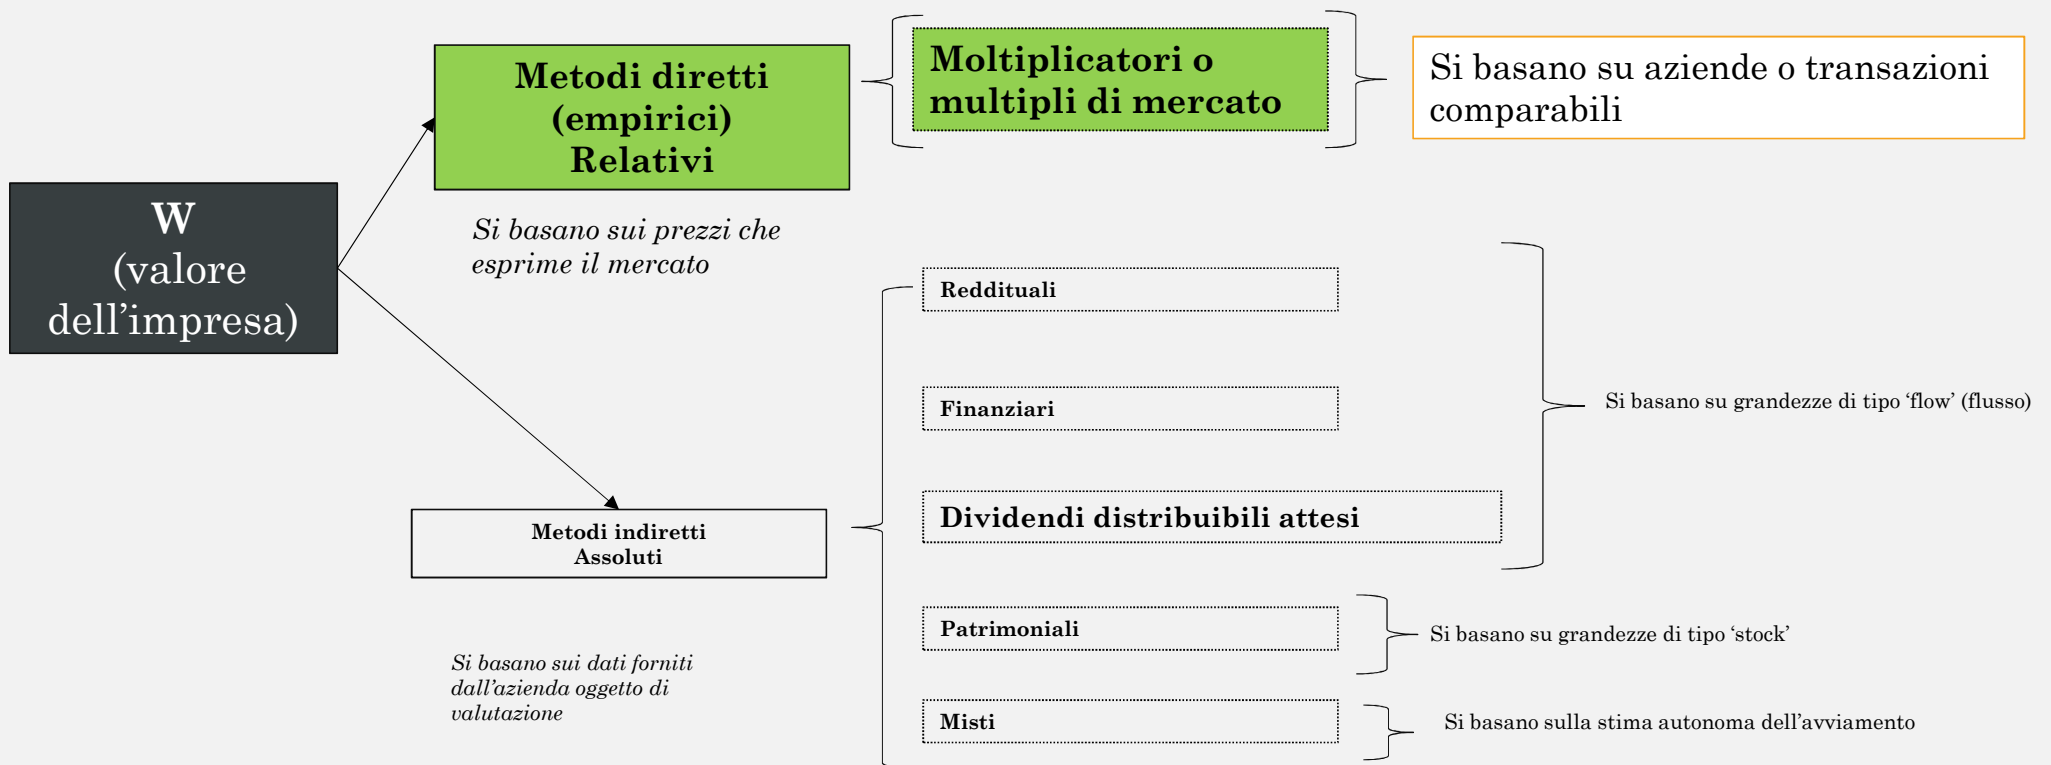 W
(valore
dell’impresa)
Metodi diretti
(empirici)
Relativi
Si basano sui prezzi che
esprime il mercato
Moltiplicatori o
multipli di mercato
Si basano su aziende o transazioni
comparabili
Metodi indiretti
Assoluti
Si basano sui dati forniti
dall’azienda oggetto di
valutazione
Reddituali
Finanziari
Dividendi distribuibili attesi
Si basano su grandezze di tipo ‘flow’ (flusso)
Patrimoniali
Si basano su grandezze di tipo ‘stock’
Misti
Si basano sulla stima autonoma dell’avviamento